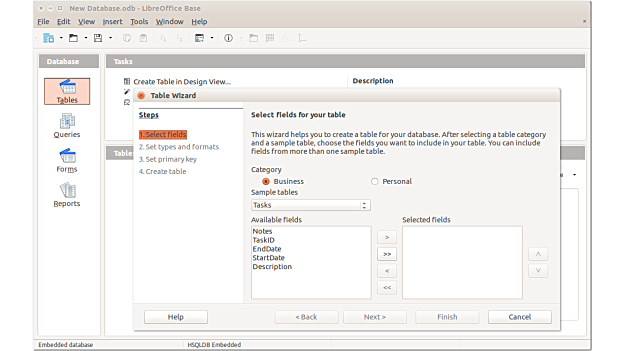 New Database.odb - LibreOffice Base
File Edit View Insert Tools Window Help
Database
Tasks
Create Table in Design View...
Description
Tables
Queries
Forms
Reports
Table
Table Wizard
Steps
1. Select fields
2. Set types and formats
3. Set primary key
4. Create table
Select fields for your table
This wizard helps you to create a table for your database. After selecting a table category
and a sample table, choose the fields you want to include in your table. You can include
fields from more than one sample table.
Category
Business Personal
Sample tables
Tasks
Available fields Selected fields
Notes
TaskID
EndDate
StartDate
Description
>
>>
<
<<
Help < Back Next > Finish Cancel
Embedded database HSQLDB Embedded